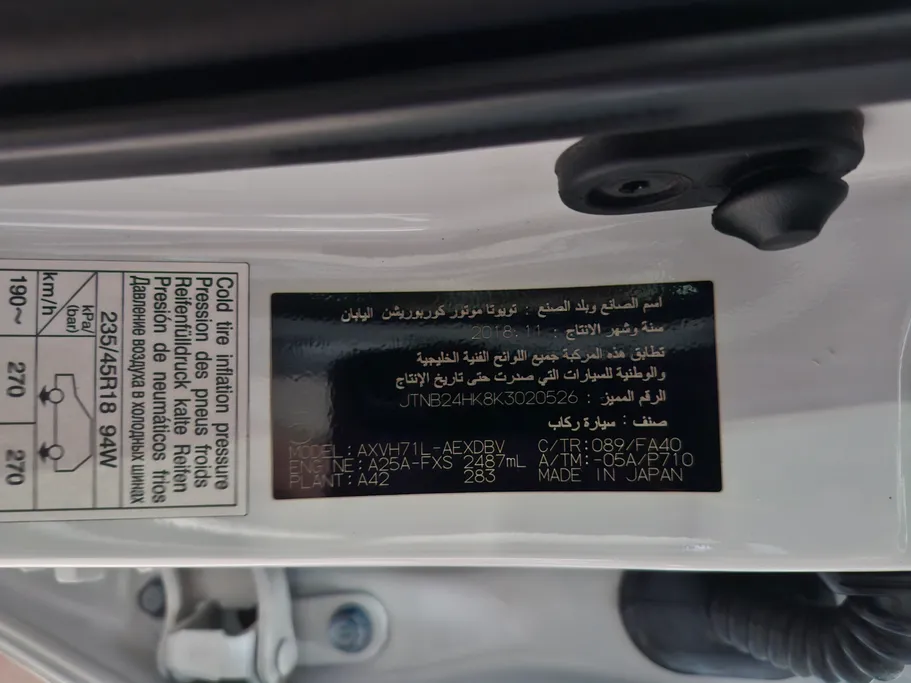 اسم الصانع وبلد الصنع : تويوتا موتور كوربوريشن اليابان
سنة وشهر الانتاج : 2018:11
تطابق هذه المركبة جميع اللوائح الفنية الخليجية
والوطنية للسيارات التي صدرت حتى تاريخ الإنتاج
الرقم المميز : JTNB24HK8K3020526
صنف: سيارة ركاب
MODEL:AXVH71L-AEXDBV C/TR:089/FA40
ENGINE:A25A-FXS 2487mL A/TM:-05A/P710
PLANT:A42 283 MADE IN JAPAN
Cold tire inflation pressure
Pression des pneus froids
Reifenfülldruck kalte Reifen
Presión de neumáticos fríos
Давление воздуха в холодных шинах
235/45R18 94W
kPa
(bar)
km/h
190~ 270 270